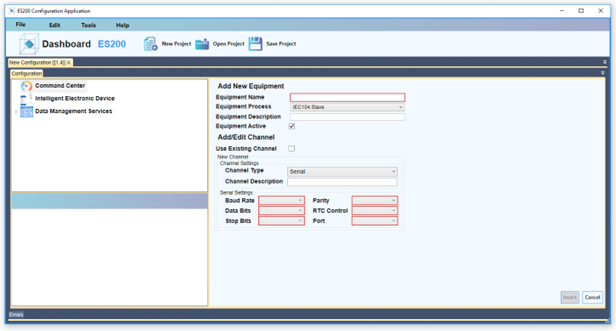 ES200 Configuration Application
File Edit Tools Help
Dashboard ES200 New Project Open Project Save Project
New Configuration ([1.4])
Configuration
Command Center
Intelligent Electronic Device
Data Management Services
Add New Equipment
Equipment Name
Equipment Process IEC104 Slave
Equipment Description
Equipment Active
Add/Edit Channel
Use Existing Channel
New Channel
Channel Settings
Channel Type Serial
Channel Description
Serial Settings
Baud Rate Parity
Data Bits RTC Control
Stop Bits Port
Insert Cancel
Errors